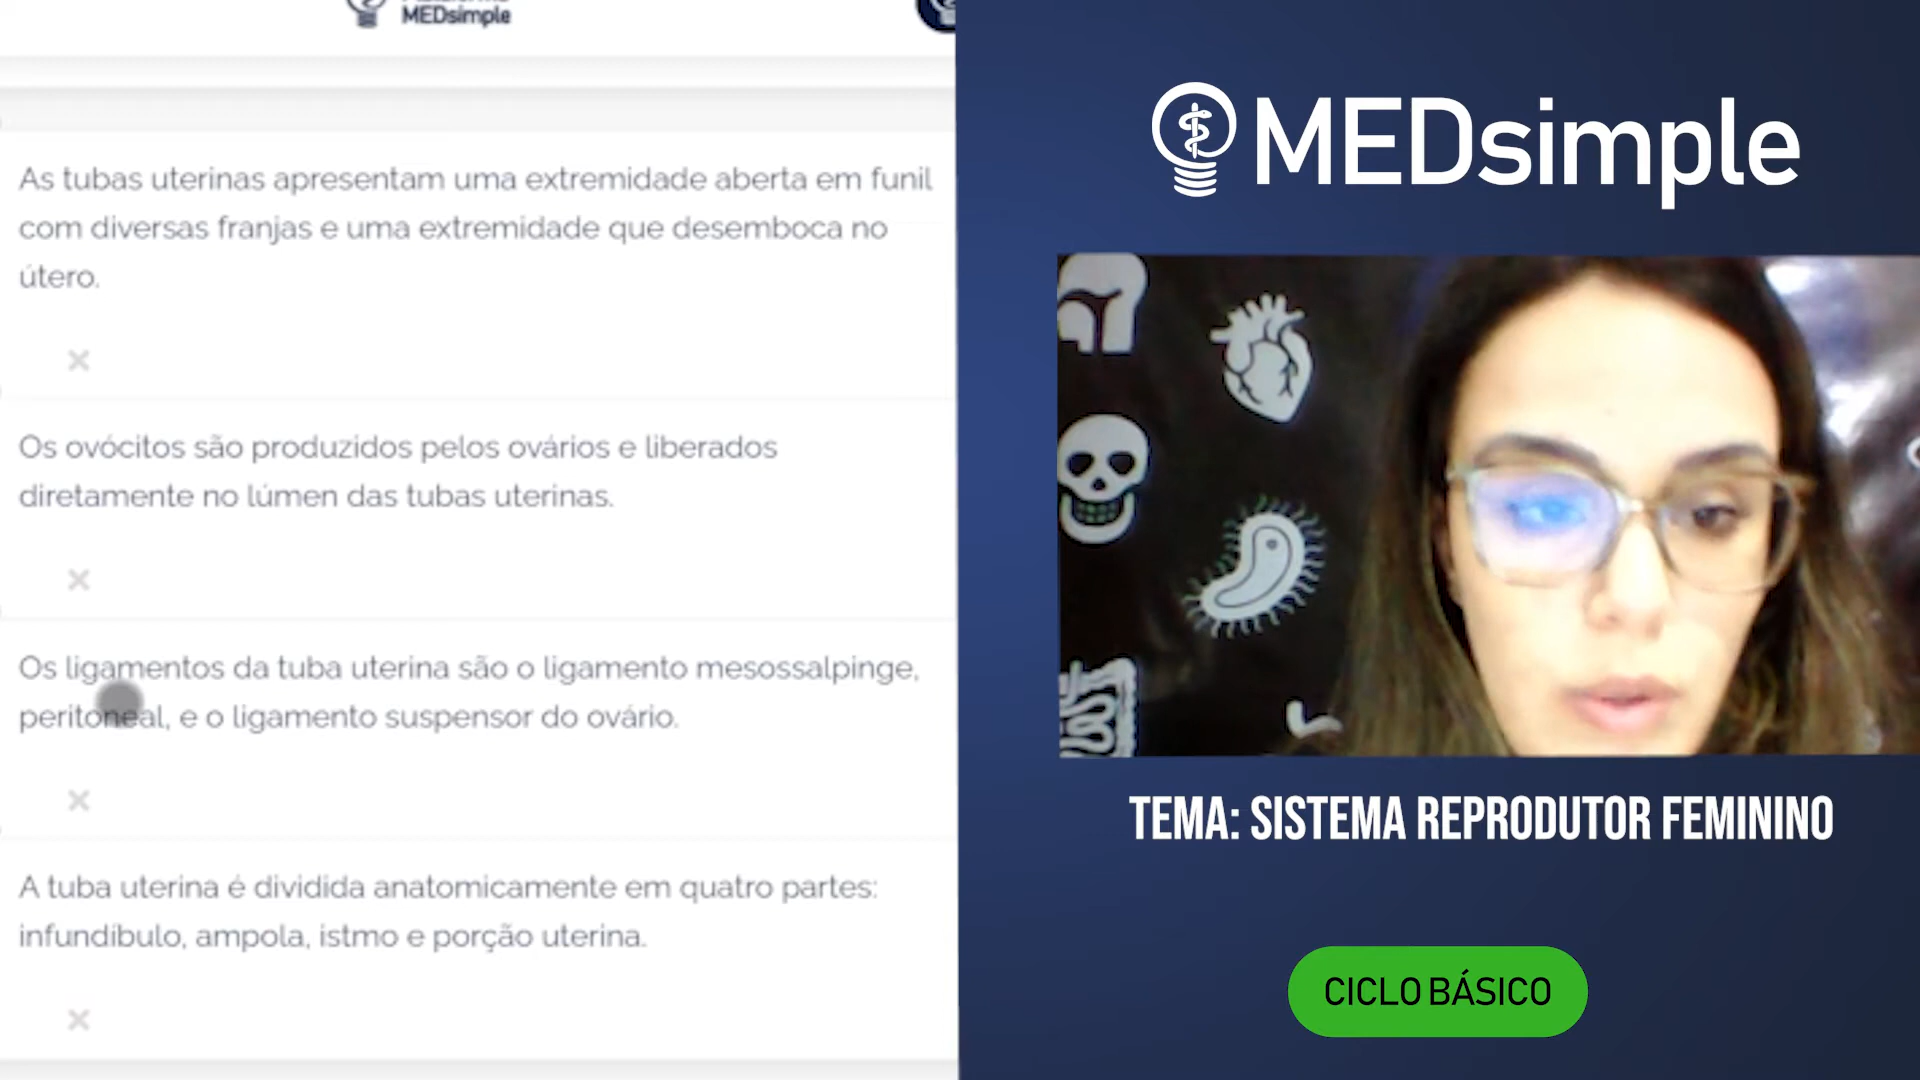 MEDsimple
As tubas uterinas apresentam uma extremidade aberta em funil
com diversas franjas e uma extremidade que desemboca no
útero.
Os ovócitos são produzidos pelos ovários e liberados
diretamente no lúmen das tubas uterinas.
Os ligamentos da tuba uterina são o ligamento mesossalpinge,
peritoneal, e o ligamento suspensor do ovário.
A tuba uterina é dividida anatomicamente em quatro partes:
infundíbulo, ampola, istmo e porção uterina.
MEDsimple
TEMA: SISTEMA REPRODUTOR FEMININO
CICLO BÁSICO